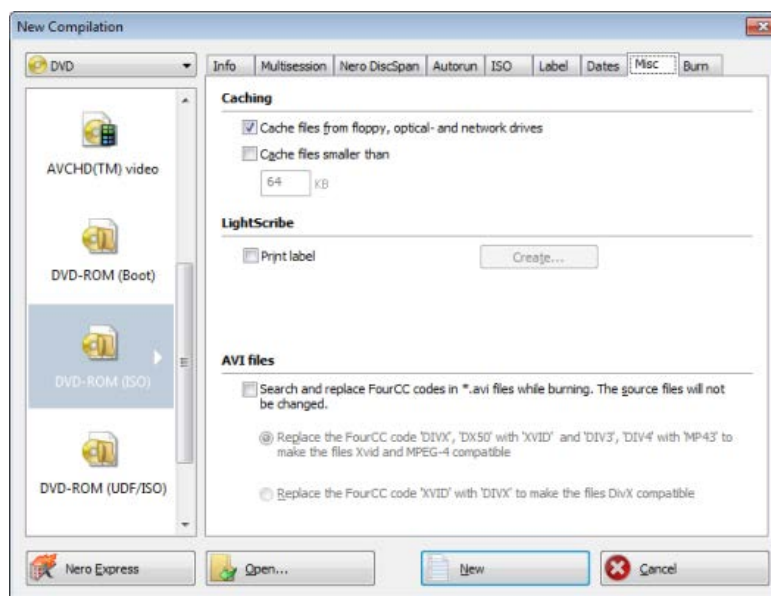 New Compilation
DVD
Info Multisession Nero DiscSpan Autorun ISO Label Dates Misc Burn
AVCHD(TM) video
DVD-ROM (Boot)
DVD-ROM (ISO)
DVD-ROM (UDF/ISO)
Caching
Cache files from floppy, optical- and network drives
Cache files smaller than
64 KB
LightScribe
Print label Create...
AVI files
Search and replace FourCC codes in *.avi files while burning. The source files will not
be changed.
Replace the FourCC code 'DIVX', 'DX50' with 'XVID' and 'DIV3', 'DIV4' with 'MP43' to
make the files Xvid and MPEG-4 compatible
Replace the FourCC code 'XVID' with 'DIVX' to make the files DivX compatible
Nero Express Open... New Cancel